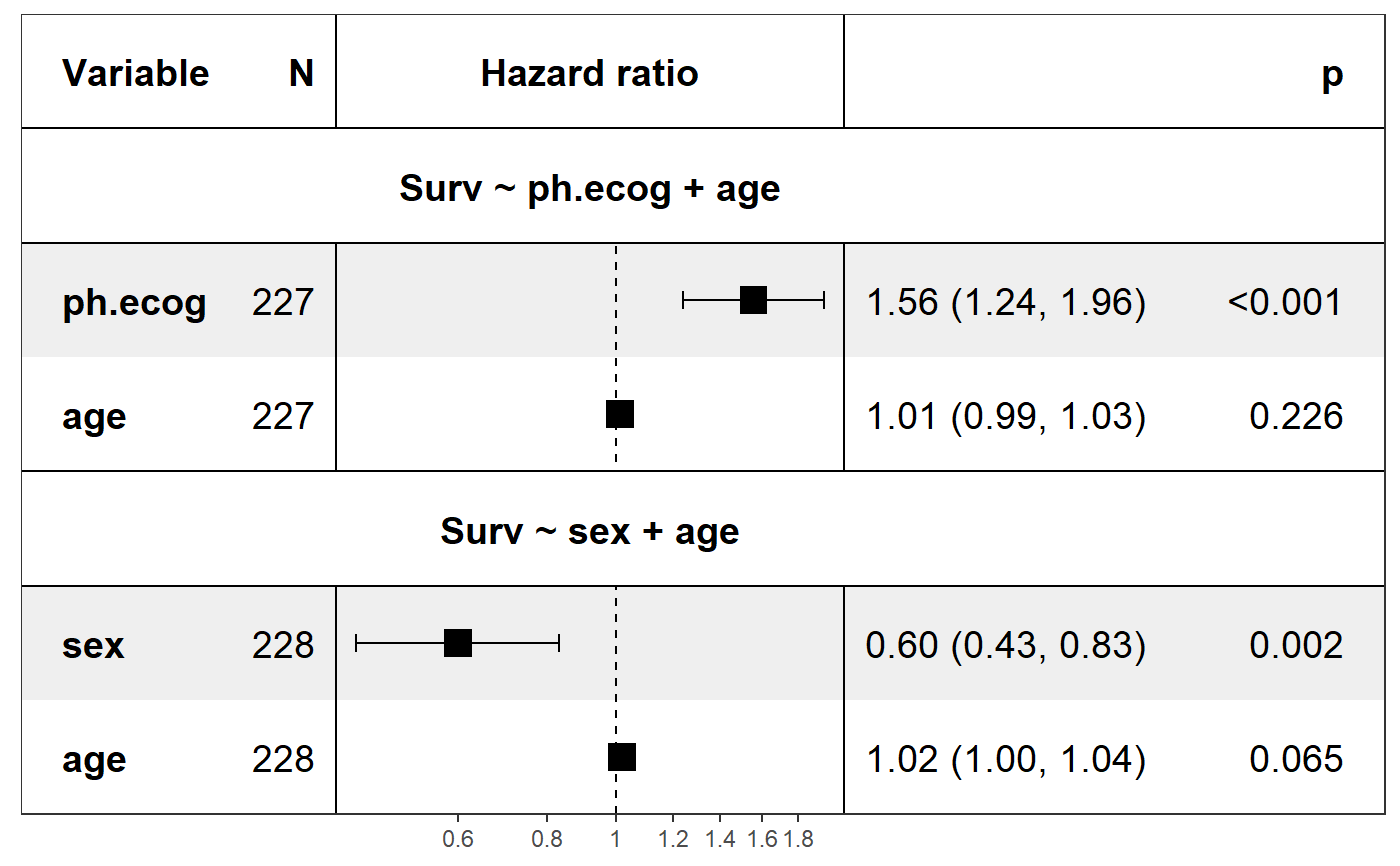 Variable N Hazard ratio p
Surv ~ ph.ecog + age
ph.ecog 227 1.56 (1.24, 1.96) <0.001
age 227 1.01 (0.99, 1.03) 0.226
Surv ~ sex + age
sex 228 0.60 (0.43, 0.83) 0.002
age 228 1.02 (1.00, 1.04) 0.065
0.6 0.8 1 1.2 1.4 1.6 1.8